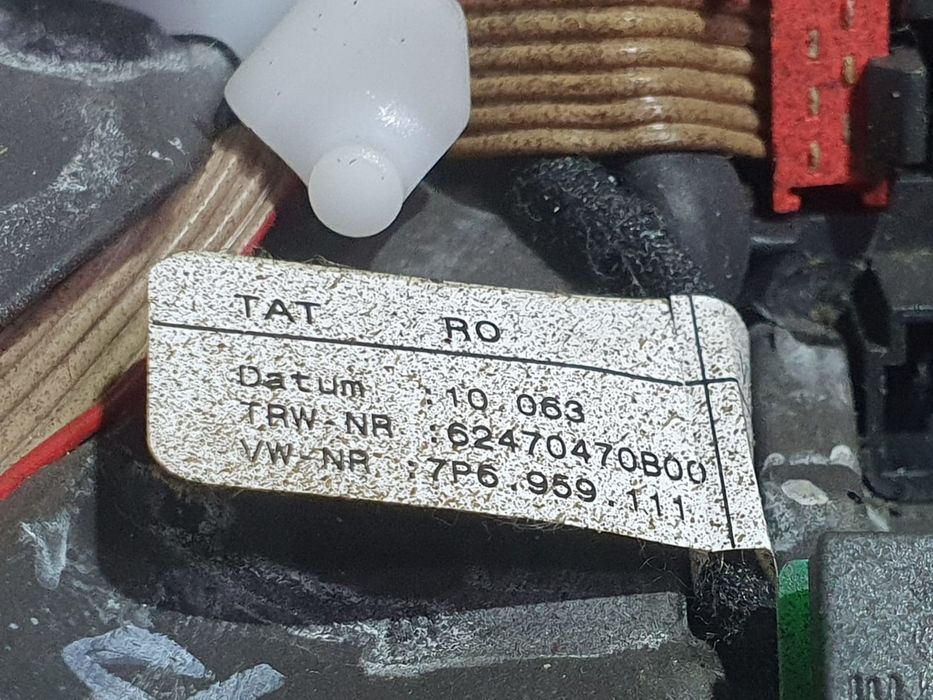 TAT RO
Datum :10 063
TRW-NR :62470470B00
VW-NR :7P6.959.111